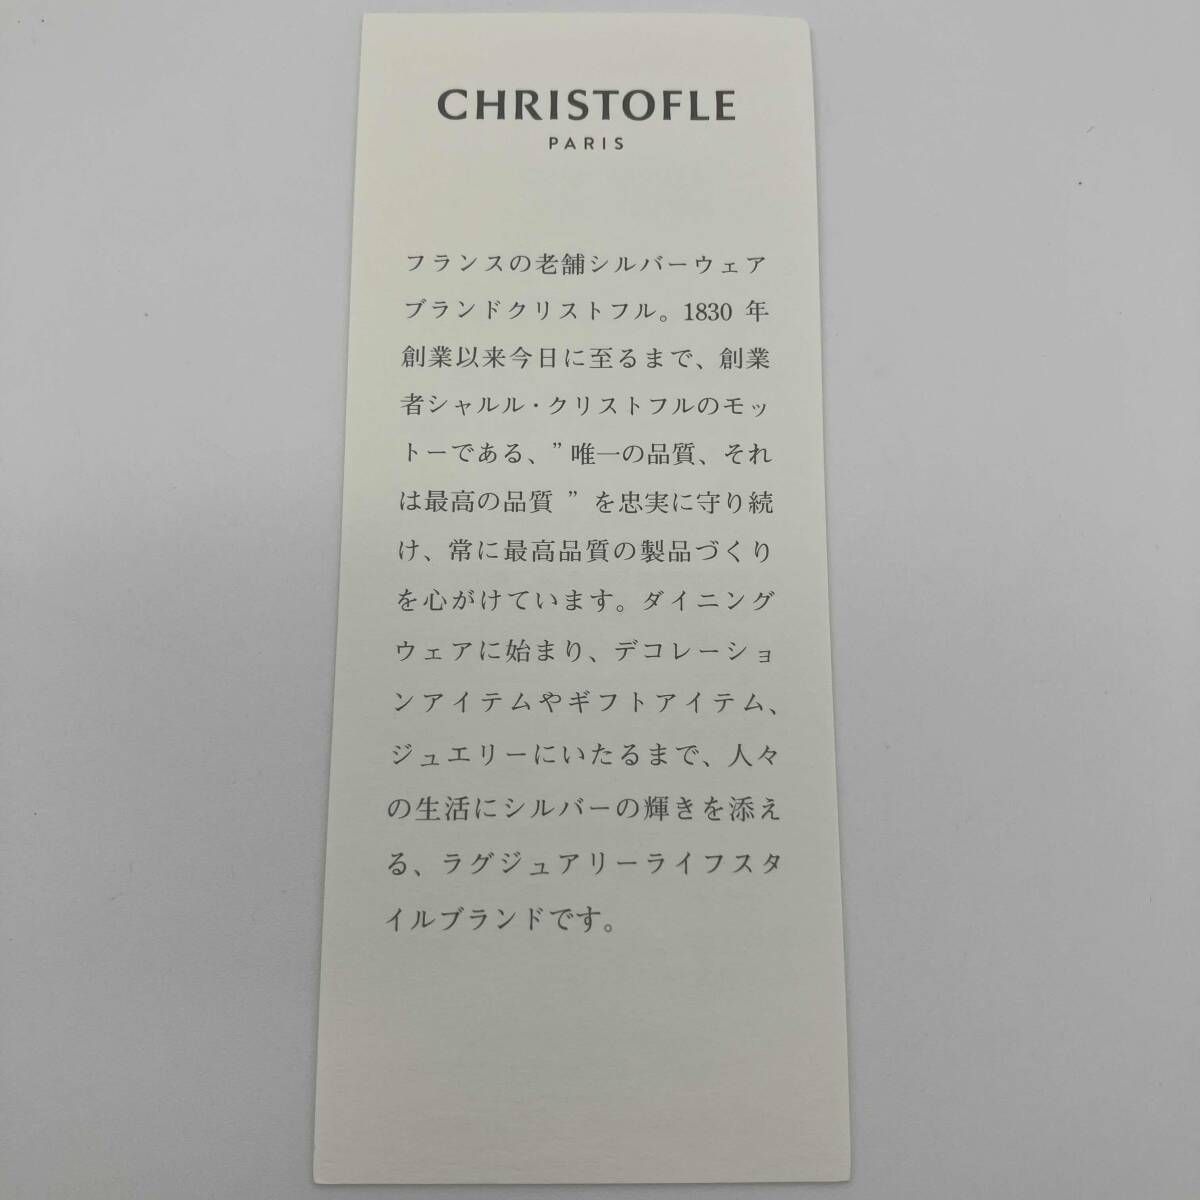 CHRISTOFLE
PARIS
フランスの老舗シルバーウェア
ブランドクリストフル。1830 年
創業以来今日に至るまで、創業
者シャルル・クリストフルのモッ
トーである、”唯一の品質、それ
は最高の品質 ” を忠実に守り続
け、常に最高品質の製品づくり
を心がけています。ダイニング
ウェアに始まり、デコレーショ
ンアイテムやギフトアイテム、
ジュエリーにいたるまで、人々
の生活にシルバーの輝きを添え
る、ラグジュアリーライフスタ
イルブランドです。